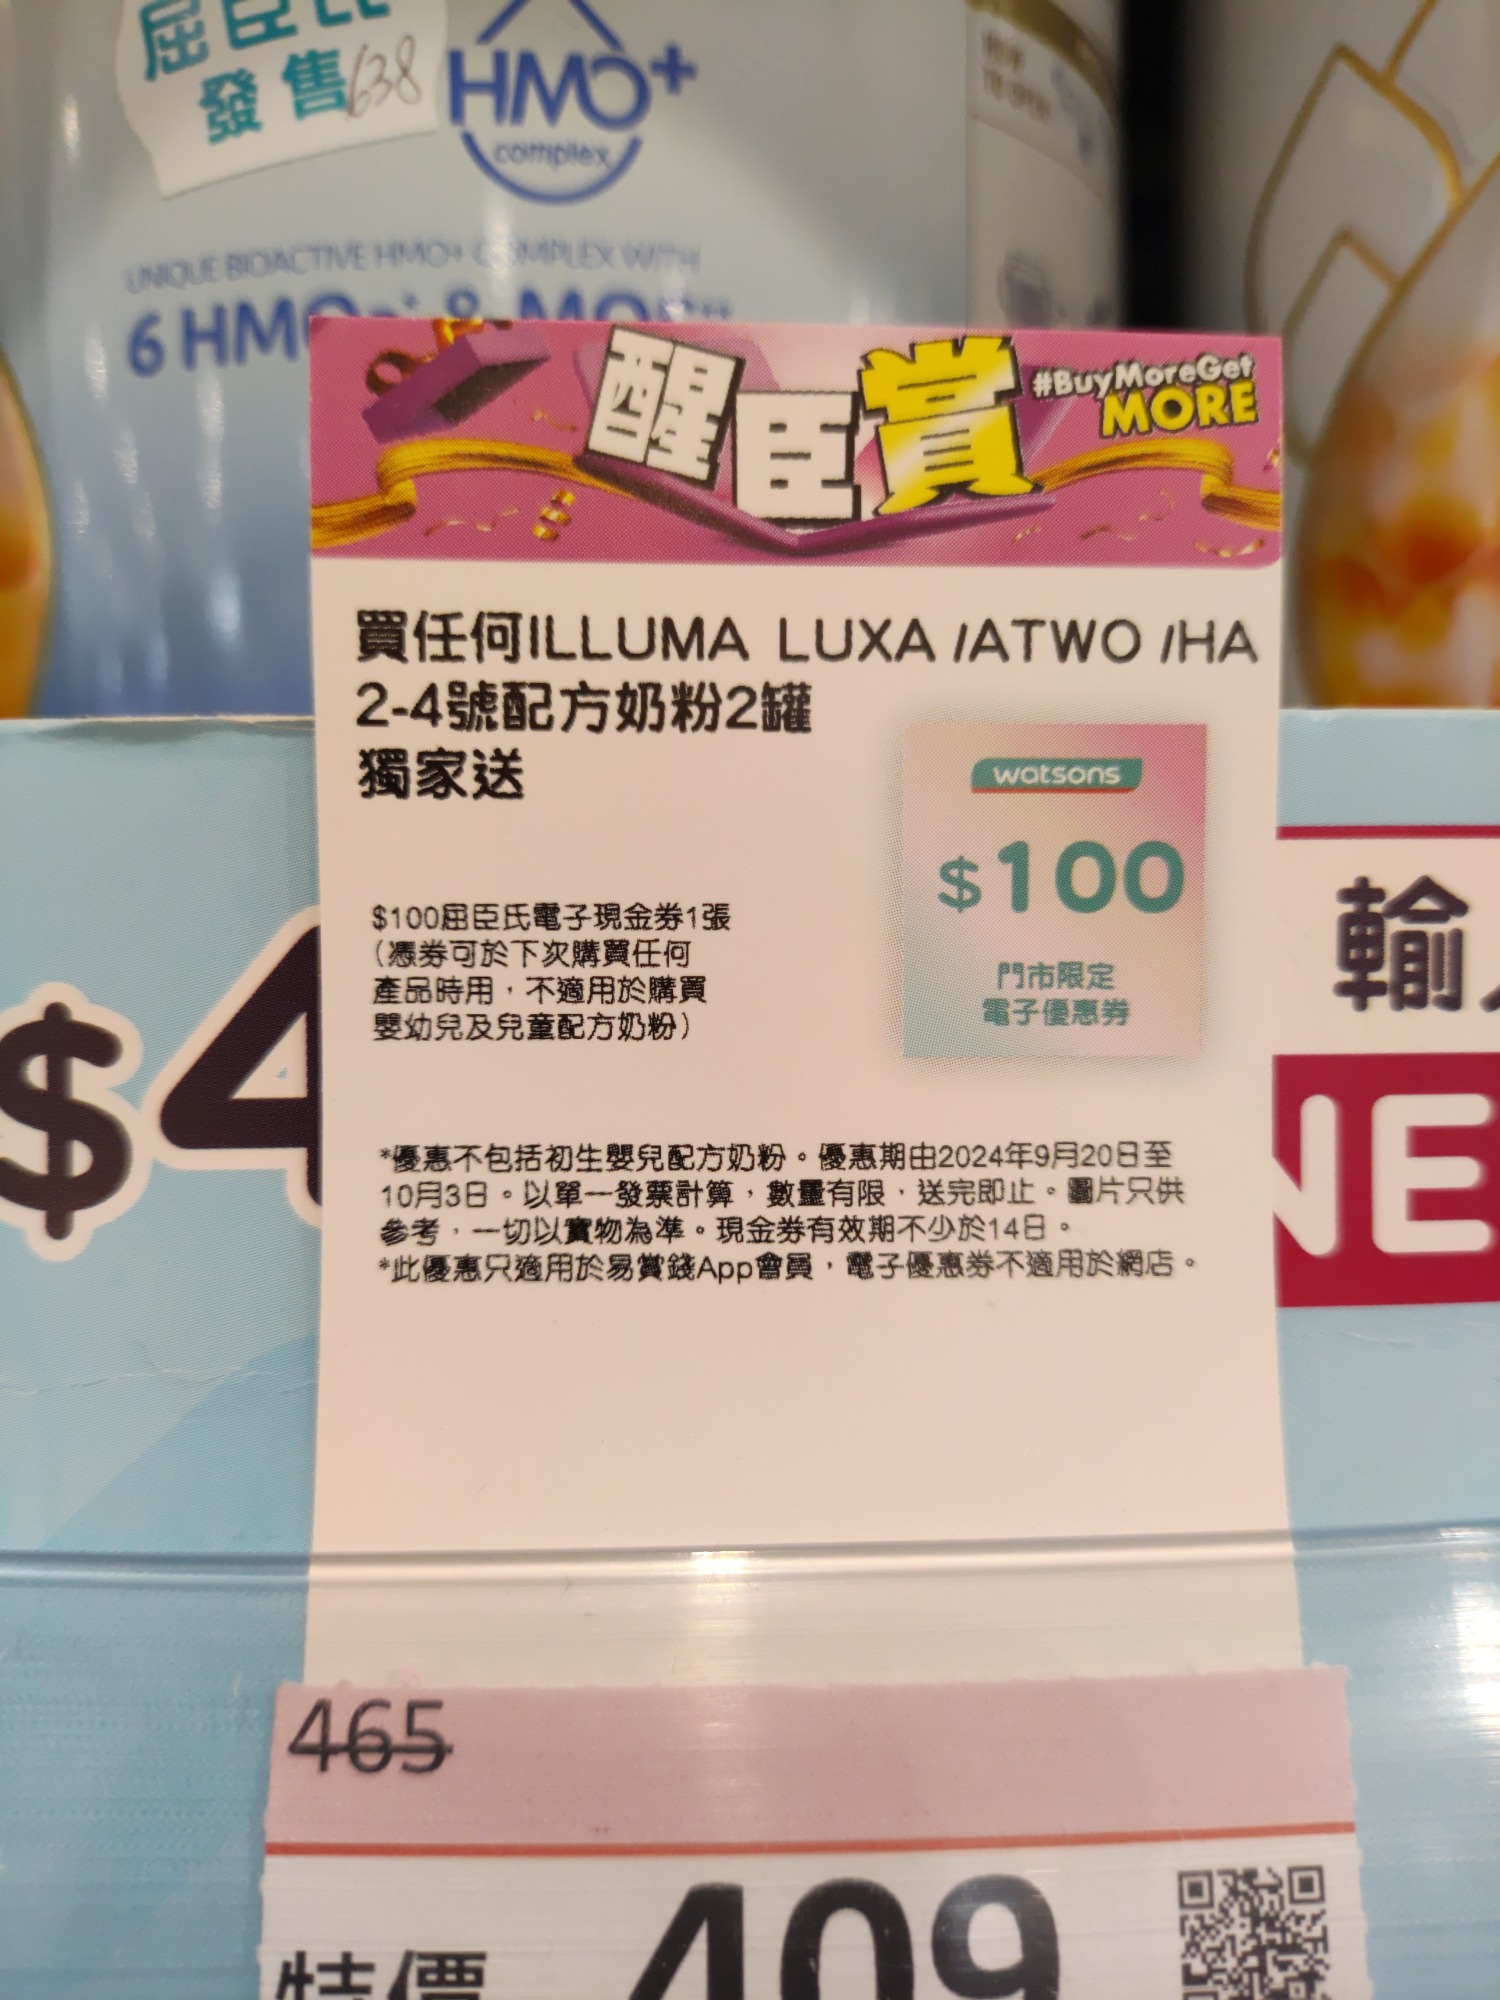 發售638
HMO+
complex
UNIQUE BIOACTIVE HMO+ COMPLEX WITH
6 HMO
醒臣賞
#BuyMoreGet
MORE
買任何ILLUMA LUXA /ATWO /HA
2-4號配方奶粉2罐
獨家送
watsons
$100
門市限定
電子優惠券
$100屈臣氏電子現金券1張
(憑券可於下次購買任何
產品時用，不適用於購買
嬰幼兒及兒童配方奶粉)
$4
輸
NE
*優惠不包括初生嬰兒配方奶粉。優惠期由2024年9月20日至
10月3日。以單一發票計算，數量有限，送完即止。圖片只供
參考，一切以實物為準。現金券有效期不少於14日。
*此優惠只適用於易賞錢App會員，電子優惠券不適用於網店。
465
特價 409